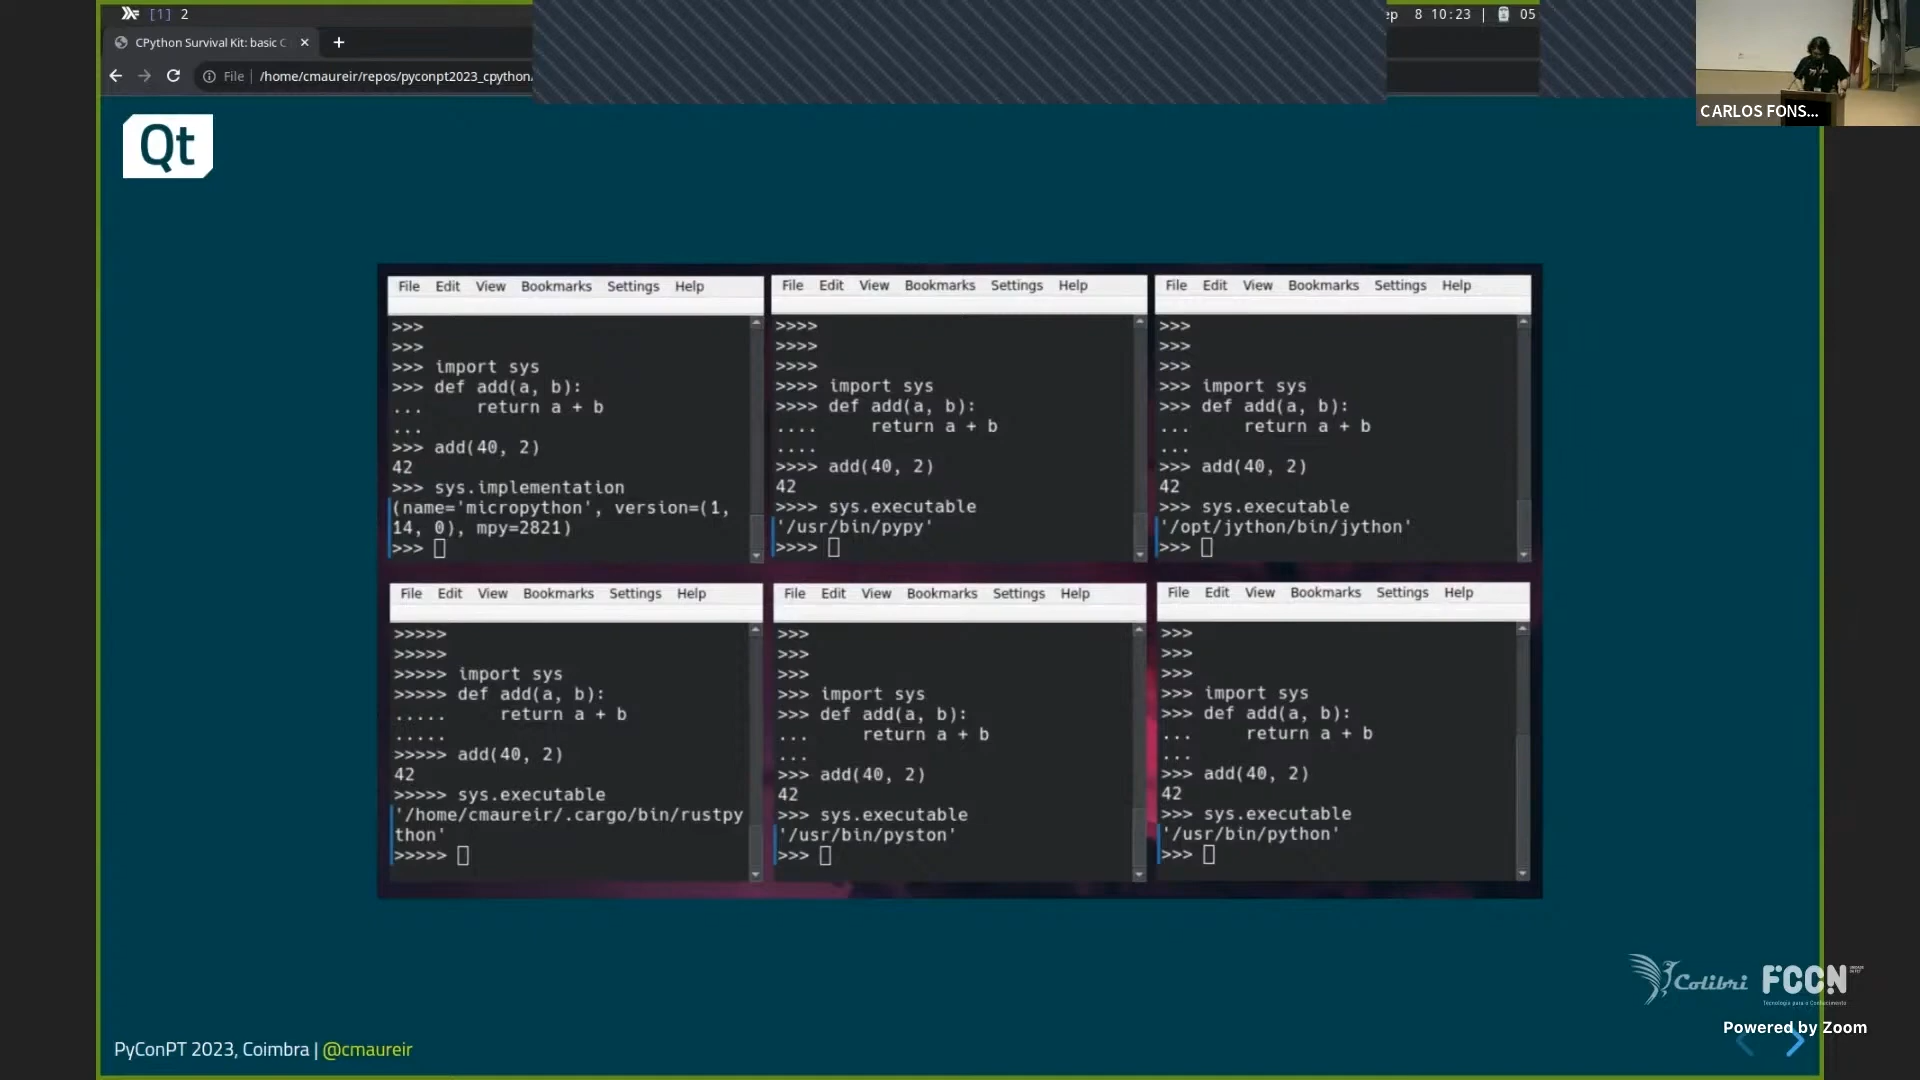 [1] 2
ep 8 10:23 | 05
CPython Survival Kit: basic C
File | /home/cmaureir/repos/pyconpt2023_cpython/
CARLOS FONS...
Qt
File Edit View Bookmarks Settings Help
>>>
>>>
>>> import sys
>>> def add(a, b):
...     return a + b
...
>>> add(40, 2)
42
>>> sys.implementation
(name='micropython', version=(1,
14, 0), mpy=2821)
>>>
File Edit View Bookmarks Settings Help
>>>>
>>>>
>>>>
>>>> import sys
>>>> def add(a, b):
....     return a + b
....
>>>> add(40, 2)
42
>>>> sys.executable
'/usr/bin/pypy'
>>>>
File Edit View Bookmarks Settings Help
>>>
>>>
>>>
>>> import sys
>>> def add(a, b):
...     return a + b
...
>>> add(40, 2)
42
>>> sys.executable
'/opt/jython/bin/jython'
>>>
File Edit View Bookmarks Settings Help
>>>>>
>>>>>
>>>>> import sys
>>>>> def add(a, b):
.....     return a + b
.....
>>>>> add(40, 2)
42
>>>>> sys.executable
'/home/cmaureir/.cargo/bin/rustpy
thon'
>>>>>
File Edit View Bookmarks Settings Help
>>>
>>>
>>>
>>> import sys
>>> def add(a, b):
...     return a + b
...
>>> add(40, 2)
42
>>> sys.executable
'/usr/bin/pyston'
>>>
File Edit View Bookmarks Settings Help
>>>
>>>
>>>
>>> import sys
>>> def add(a, b):
...     return a + b
...
>>> add(40, 2)
42
>>> sys.executable
'/usr/bin/python'
>>>
Colibri FCCN
Powered by Zoom
PyConPT 2023, Coimbra | @cmaureir